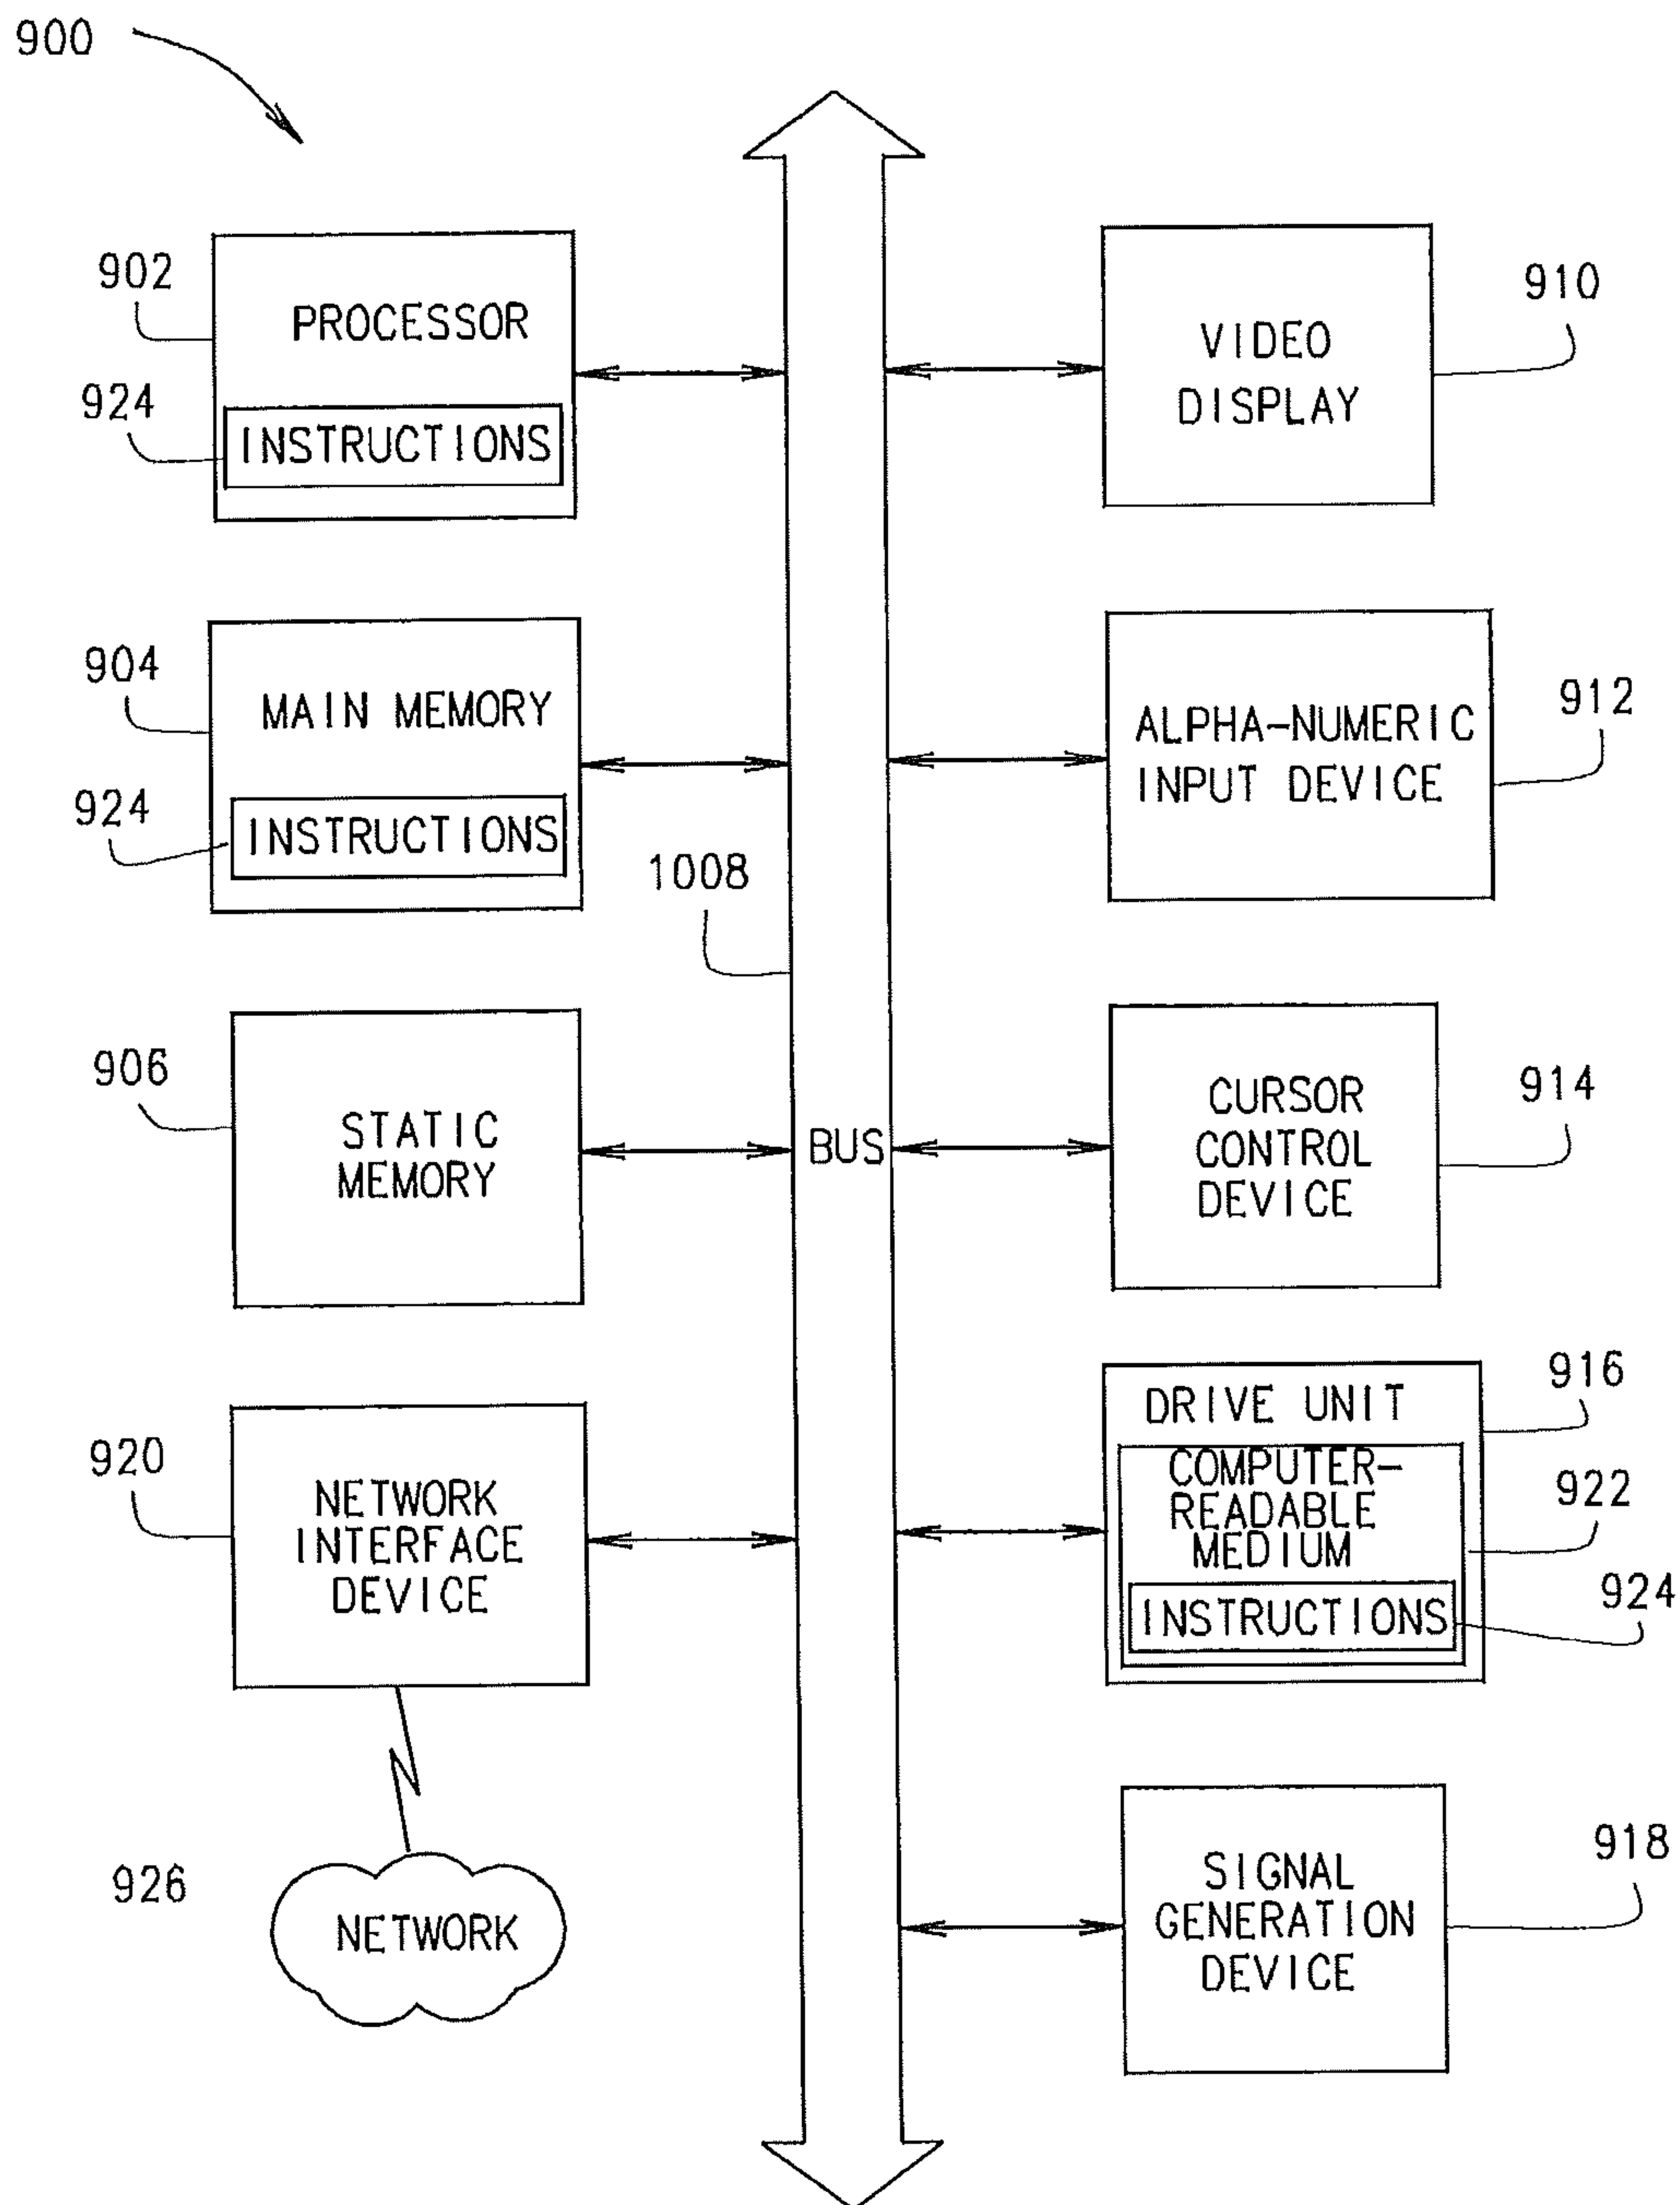 900
902
PROCESSOR
924
INSTRUCTIONS
904
MAIN MEMORY
924
INSTRUCTIONS
1008
906
STATIC
MEMORY
920
NETWORK
INTERFACE
DEVICE
926
NETWORK
BUS
910
VIDEO
DISPLAY
912
ALPHA-NUMERIC
INPUT DEVICE
914
CURSOR
CONTROL
DEVICE
916
DRIVE UNIT
COMPUTER-
READABLE
MEDIUM
922
INSTRUCTIONS
924
918
SIGNAL
GENERATION
DEVICE